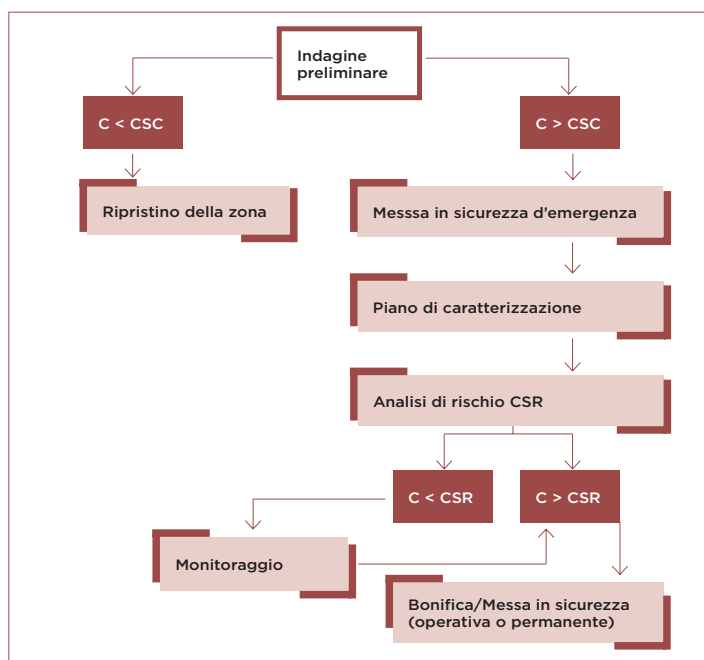 Indagine
preliminare
C < CSC
C > CSC
Ripristino della zona
Messsa in sicurezza d'emergenza
Piano di caratterizzazione
Analisi di rischio CSR
C < CSR
C > CSR
Monitoraggio
Bonifica/Messa in sicurezza
(operativa o permanente)